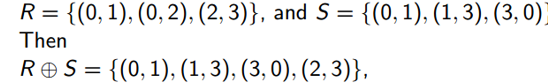 R = {(0, 1), (0, 2), (2, 3)}, and S = {(0, 1), (1, 3), (3, 0)}
Then
R ⊕ S = {(0, 1), (1, 3), (3, 0), (2, 3)},